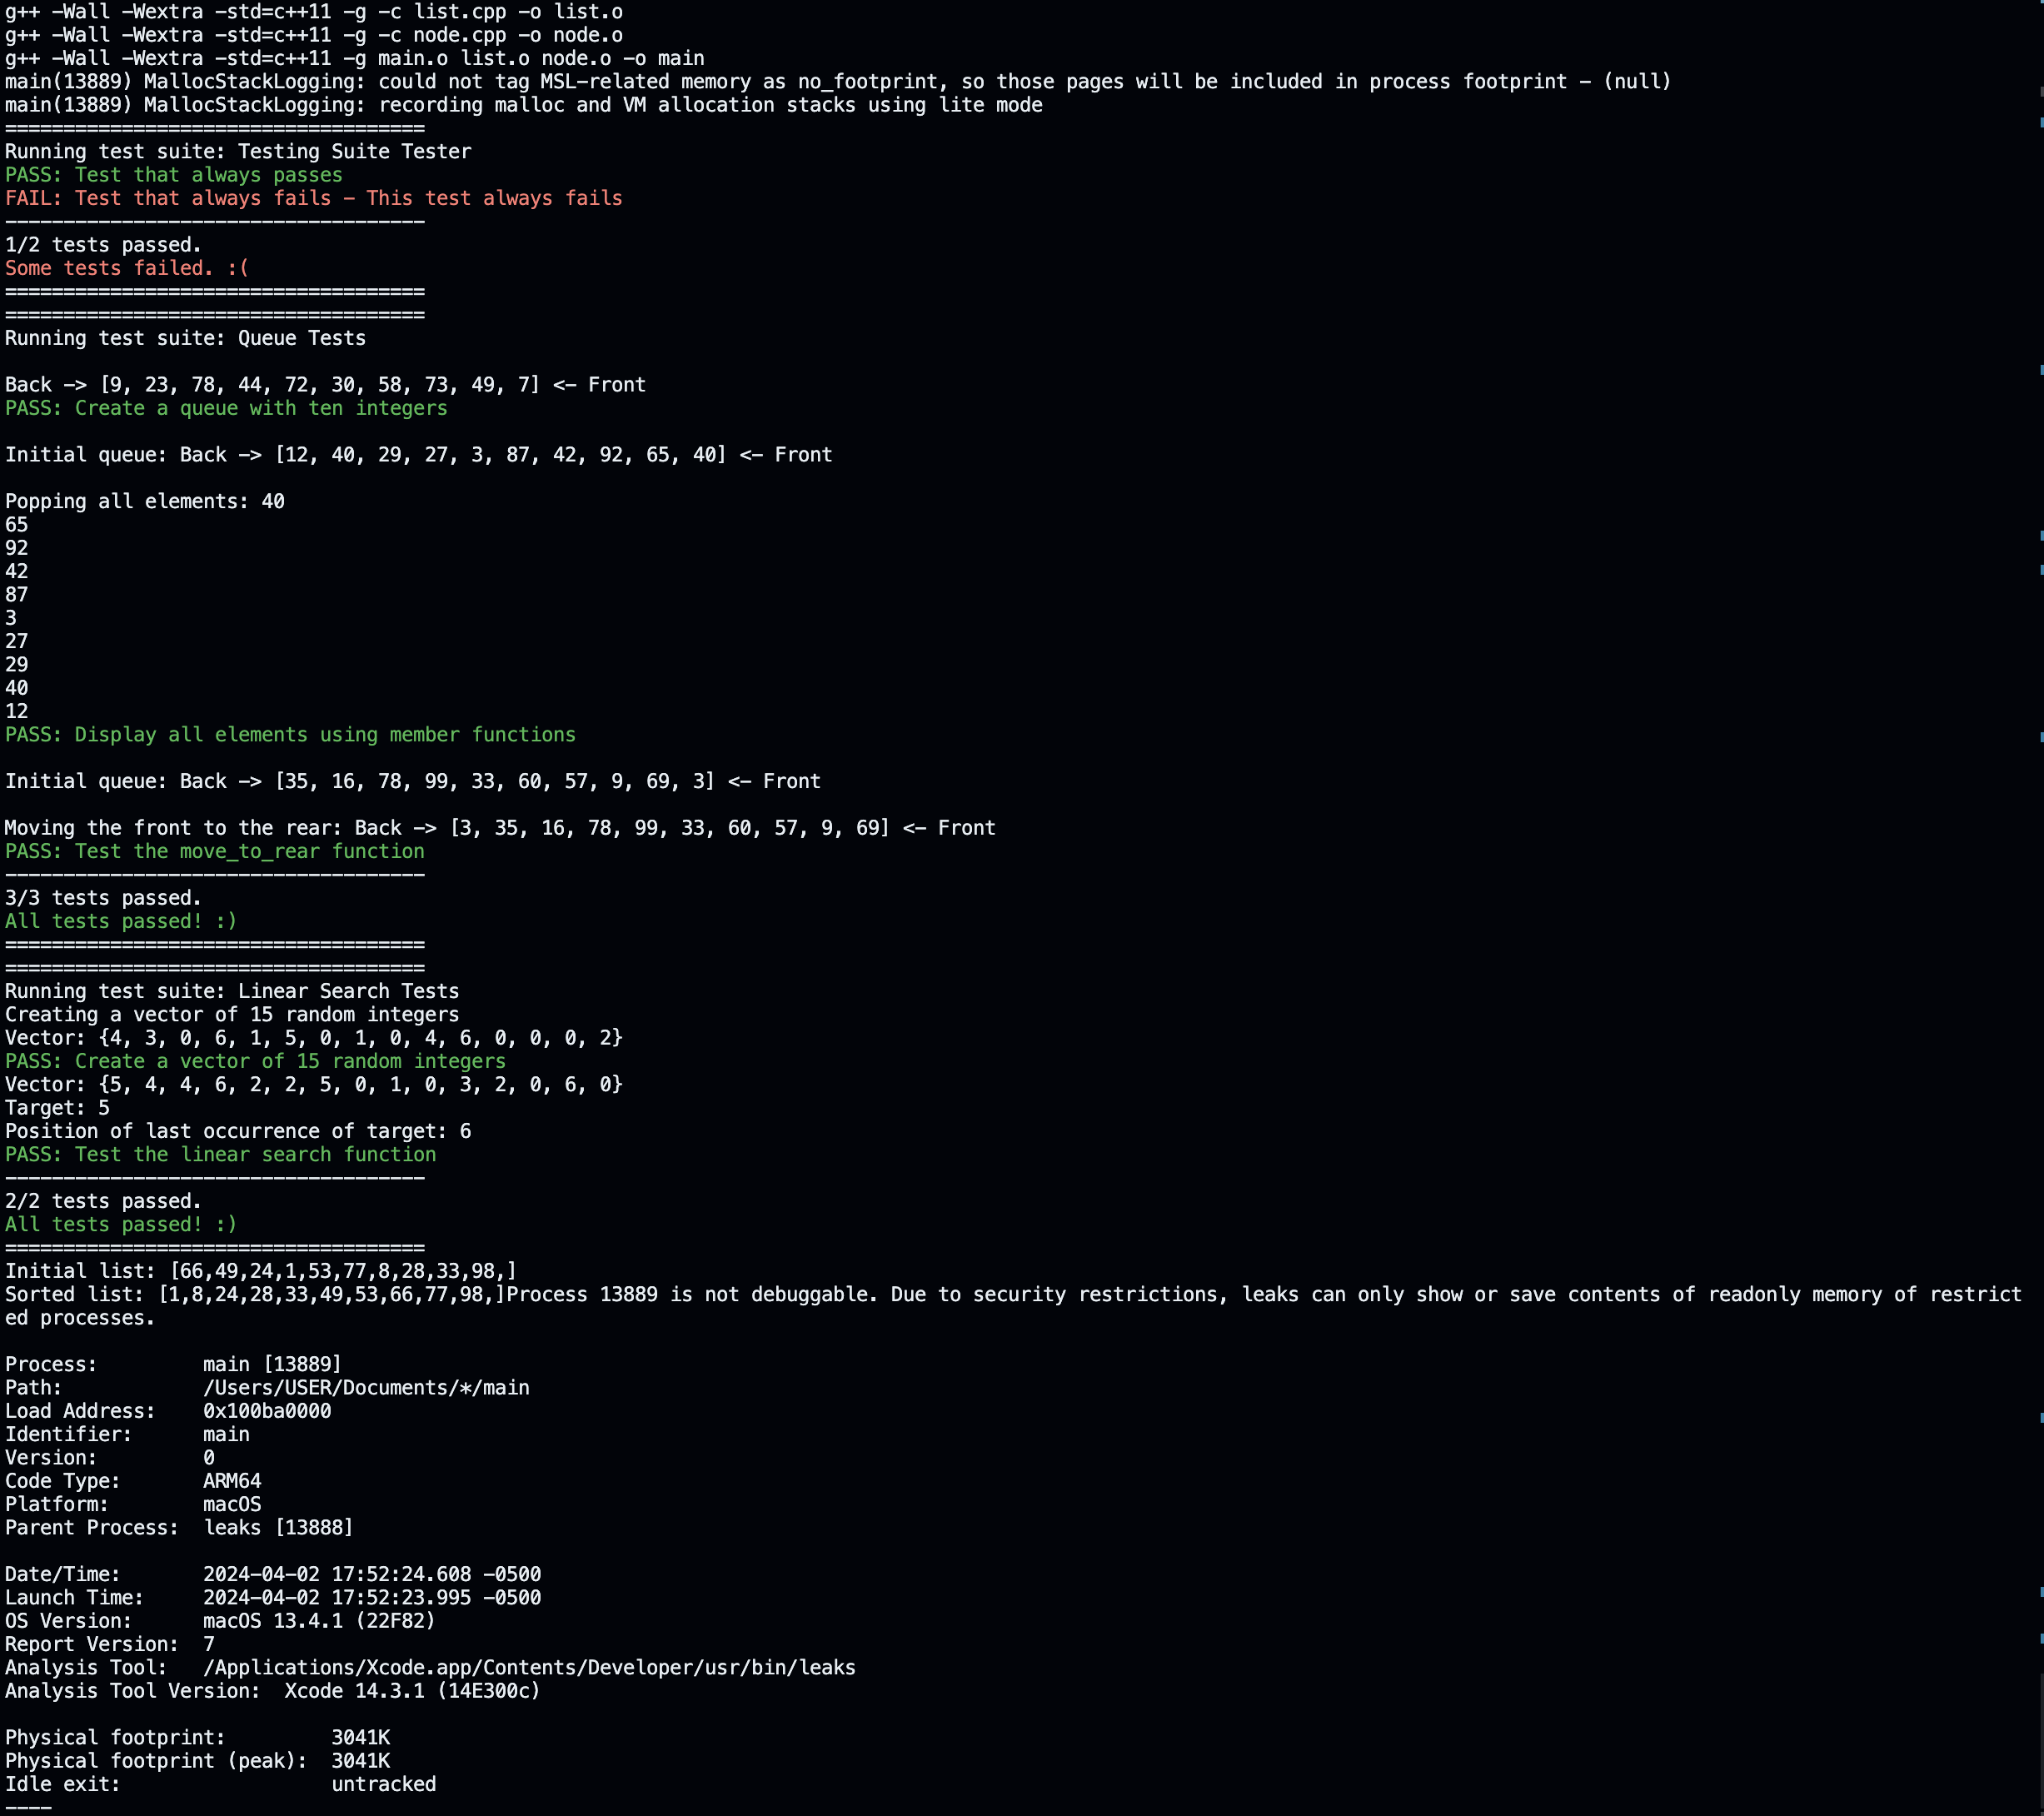 g++ -Wall -Wextra -std=c++11 -g -c list.cpp -o list.o
g++ -Wall -Wextra -std=c++11 -g -c node.cpp -o node.o
g++ -Wall -Wextra -std=c++11 -g main.o list.o node.o -o main
main(13889) MallocStackLogging: could not tag MSL-related memory as no_footprint, so those pages will be included in process footprint - (null)
main(13889) MallocStackLogging: recording malloc and VM allocation stacks using lite mode
====================================
Running test suite: Testing Suite Tester
PASS: Test that always passes
FAIL: Test that always fails - This test always fails
------------------------------------
1/2 tests passed.
Some tests failed. :(
====================================
====================================
Running test suite: Queue Tests

Back -> [9, 23, 78, 44, 72, 30, 58, 73, 49, 7] <- Front
PASS: Create a queue with ten integers

Initial queue: Back -> [12, 40, 29, 27, 3, 87, 42, 92, 65, 40] <- Front

Popping all elements: 40
65
92
42
87
3
27
29
40
12
PASS: Display all elements using member functions

Initial queue: Back -> [35, 16, 78, 99, 33, 60, 57, 9, 69, 3] <- Front

Moving the front to the rear: Back -> [3, 35, 16, 78, 99, 33, 60, 57, 9, 69] <- Front
PASS: Test the move_to_rear function
------------------------------------
3/3 tests passed.
All tests passed! :)
====================================
====================================
Running test suite: Linear Search Tests
Creating a vector of 15 random integers
Vector: {4, 3, 0, 6, 1, 5, 0, 1, 0, 4, 6, 0, 0, 0, 2}
PASS: Create a vector of 15 random integers
Vector: {5, 4, 4, 6, 2, 2, 5, 0, 1, 0, 3, 2, 0, 6, 0}
Target: 5
Position of last occurrence of target: 6
PASS: Test the linear search function
------------------------------------
2/2 tests passed.
All tests passed! :)
====================================
Initial list: [66,49,24,1,53,77,8,28,33,98,]
Sorted list: [1,8,24,28,33,49,53,66,77,98,]Process 13889 is not debuggable. Due to security restrictions, leaks can only show or save contents of readonly memory of restrict
ed processes.

Process:         main [13889]
Path:            /Users/USER/Documents/*/main
Load Address:    0x100ba0000
Identifier:      main
Version:         0
Code Type:       ARM64
Platform:        macOS
Parent Process:  leaks [13888]

Date/Time:       2024-04-02 17:52:24.608 -0500
Launch Time:     2024-04-02 17:52:23.995 -0500
OS Version:      macOS 13.4.1 (22F82)
Report Version:  7
Analysis Tool:   /Applications/Xcode.app/Contents/Developer/usr/bin/leaks
Analysis Tool Version:  Xcode 14.3.1 (14E300c)

Physical footprint:         3041K
Physical footprint (peak):  3041K
Idle exit:                  untracked
----